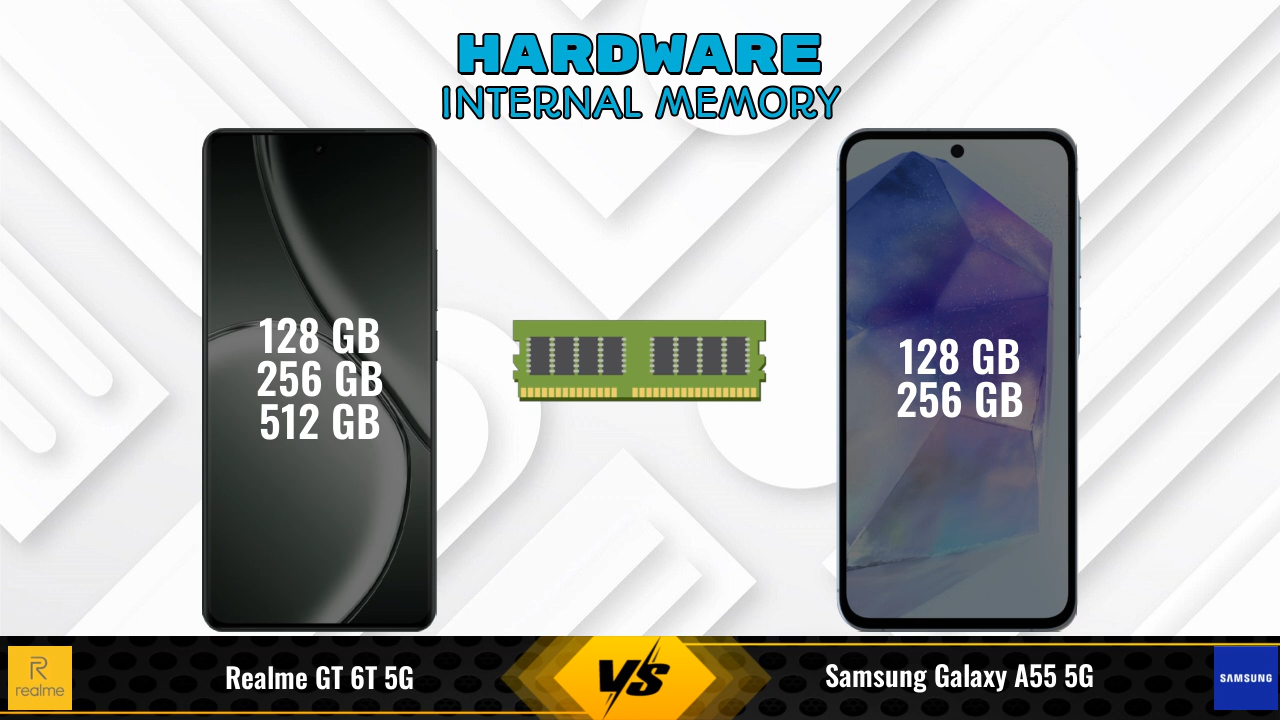 HARDWARE
INTERNAL MEMORY
128 GB
256 GB
512 GB
128 GB
256 GB
realme
Realme GT 6T 5G
VS
Samsung Galaxy A55 5G
SAMSUNG